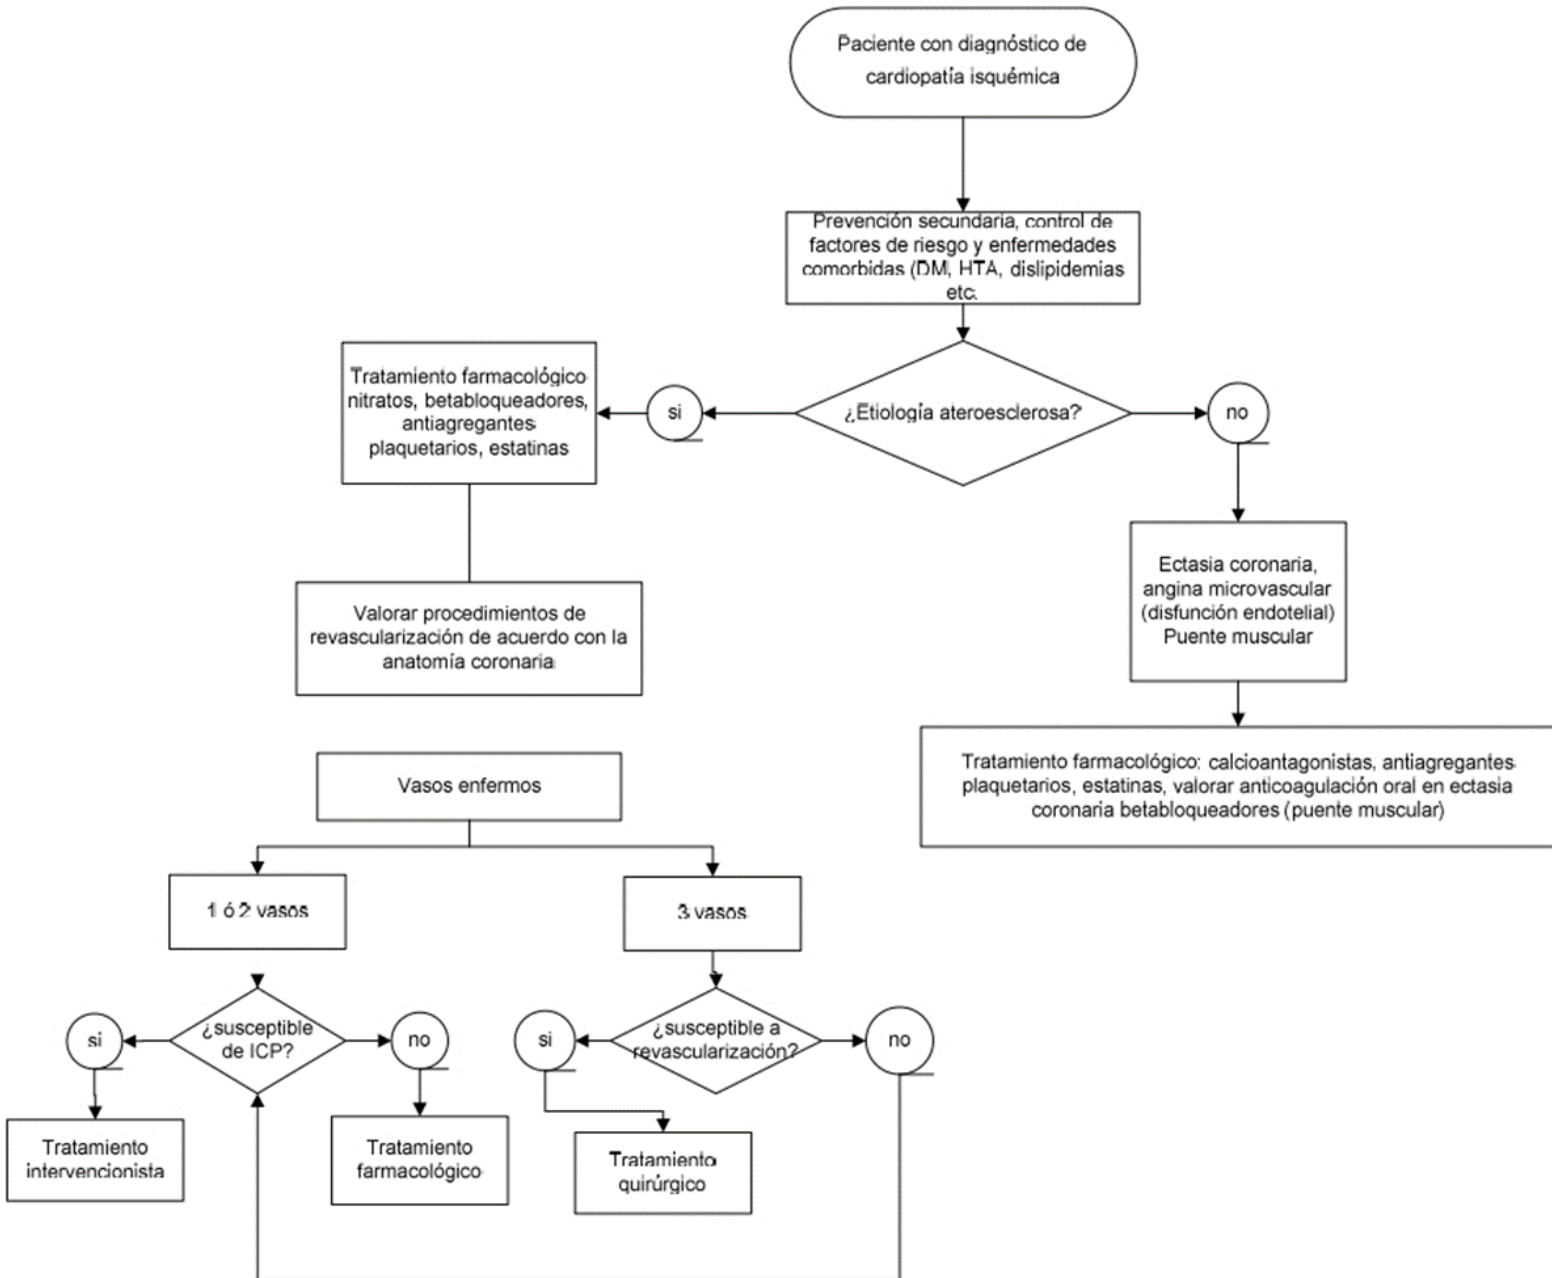 Paciente con diagnóstico de
cardiopatía isquémica
Prevención secundaria, control de
factores de riesgo y enfermedades
comorbidas (DM, HTA, dislipidemias
etc.
¿Etiología ateroesclerosa?
si
no
Tratamiento farmacológico
nitratos, betabloqueadores,
antiagregantes
plaquetarios, estatinas
Valorar procedimientos de
revascularización de acuerdo con la
anatomía coronaria
Ectasia coronaria,
angina microvascular
(disfunción endotelial)
Puente muscular
Tratamiento farmacológico: calcioantagonistas, antiagregantes
plaquetarios, estatinas, valorar anticoagulación oral en ectasia
coronaria betabloqueadores (puente muscular)
Vasos enfermos
1 ó 2 vasos
3 vasos
¿susceptible
de ICP?
si
no
¿susceptible a
revascularización?
si
no
Tratamiento
intervencionista
Tratamiento
farmacológico
Tratamiento
quirúrgico